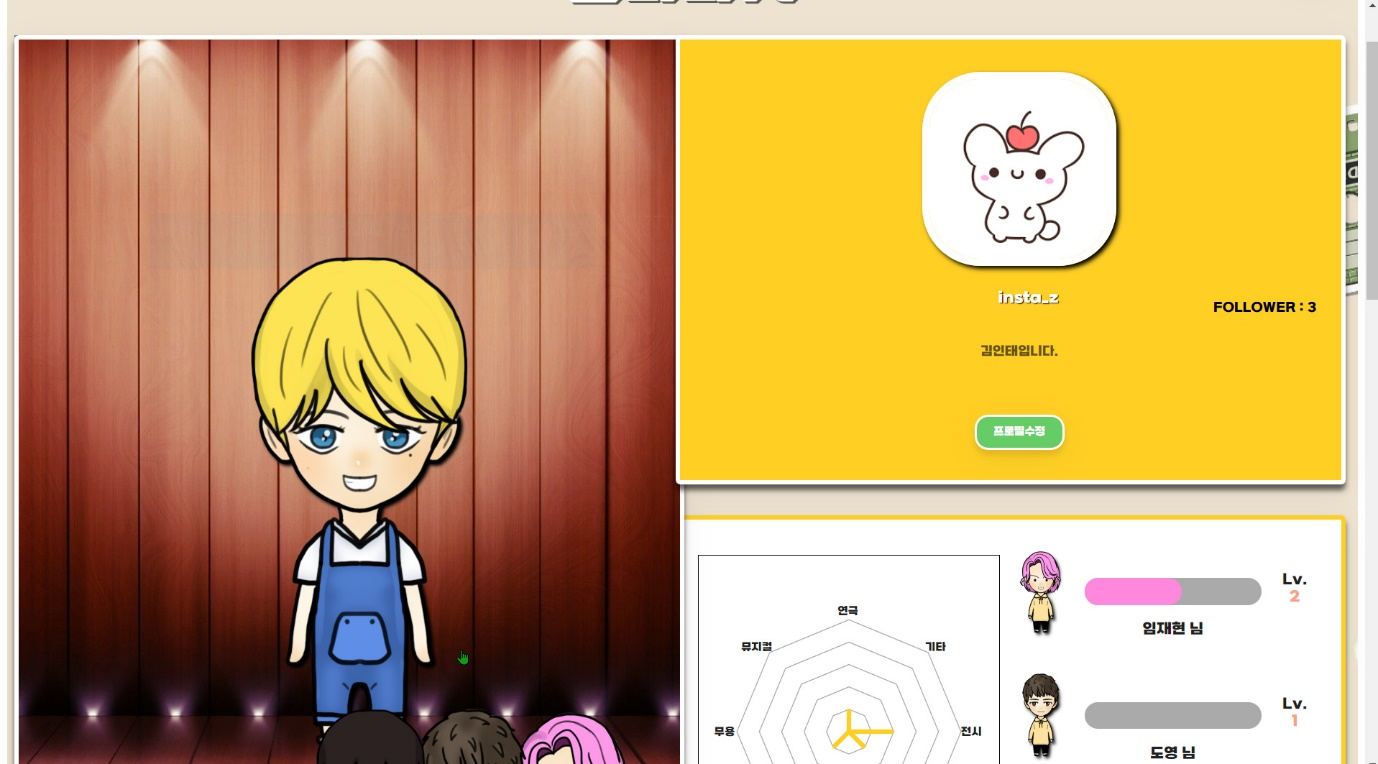 insta_z
FOLLOWER : 3
김인태입니다.
프로필수정
연극
뮤지컬
기타
무용
전시
Lv.
2
임재현 님
Lv.
1
도영 님